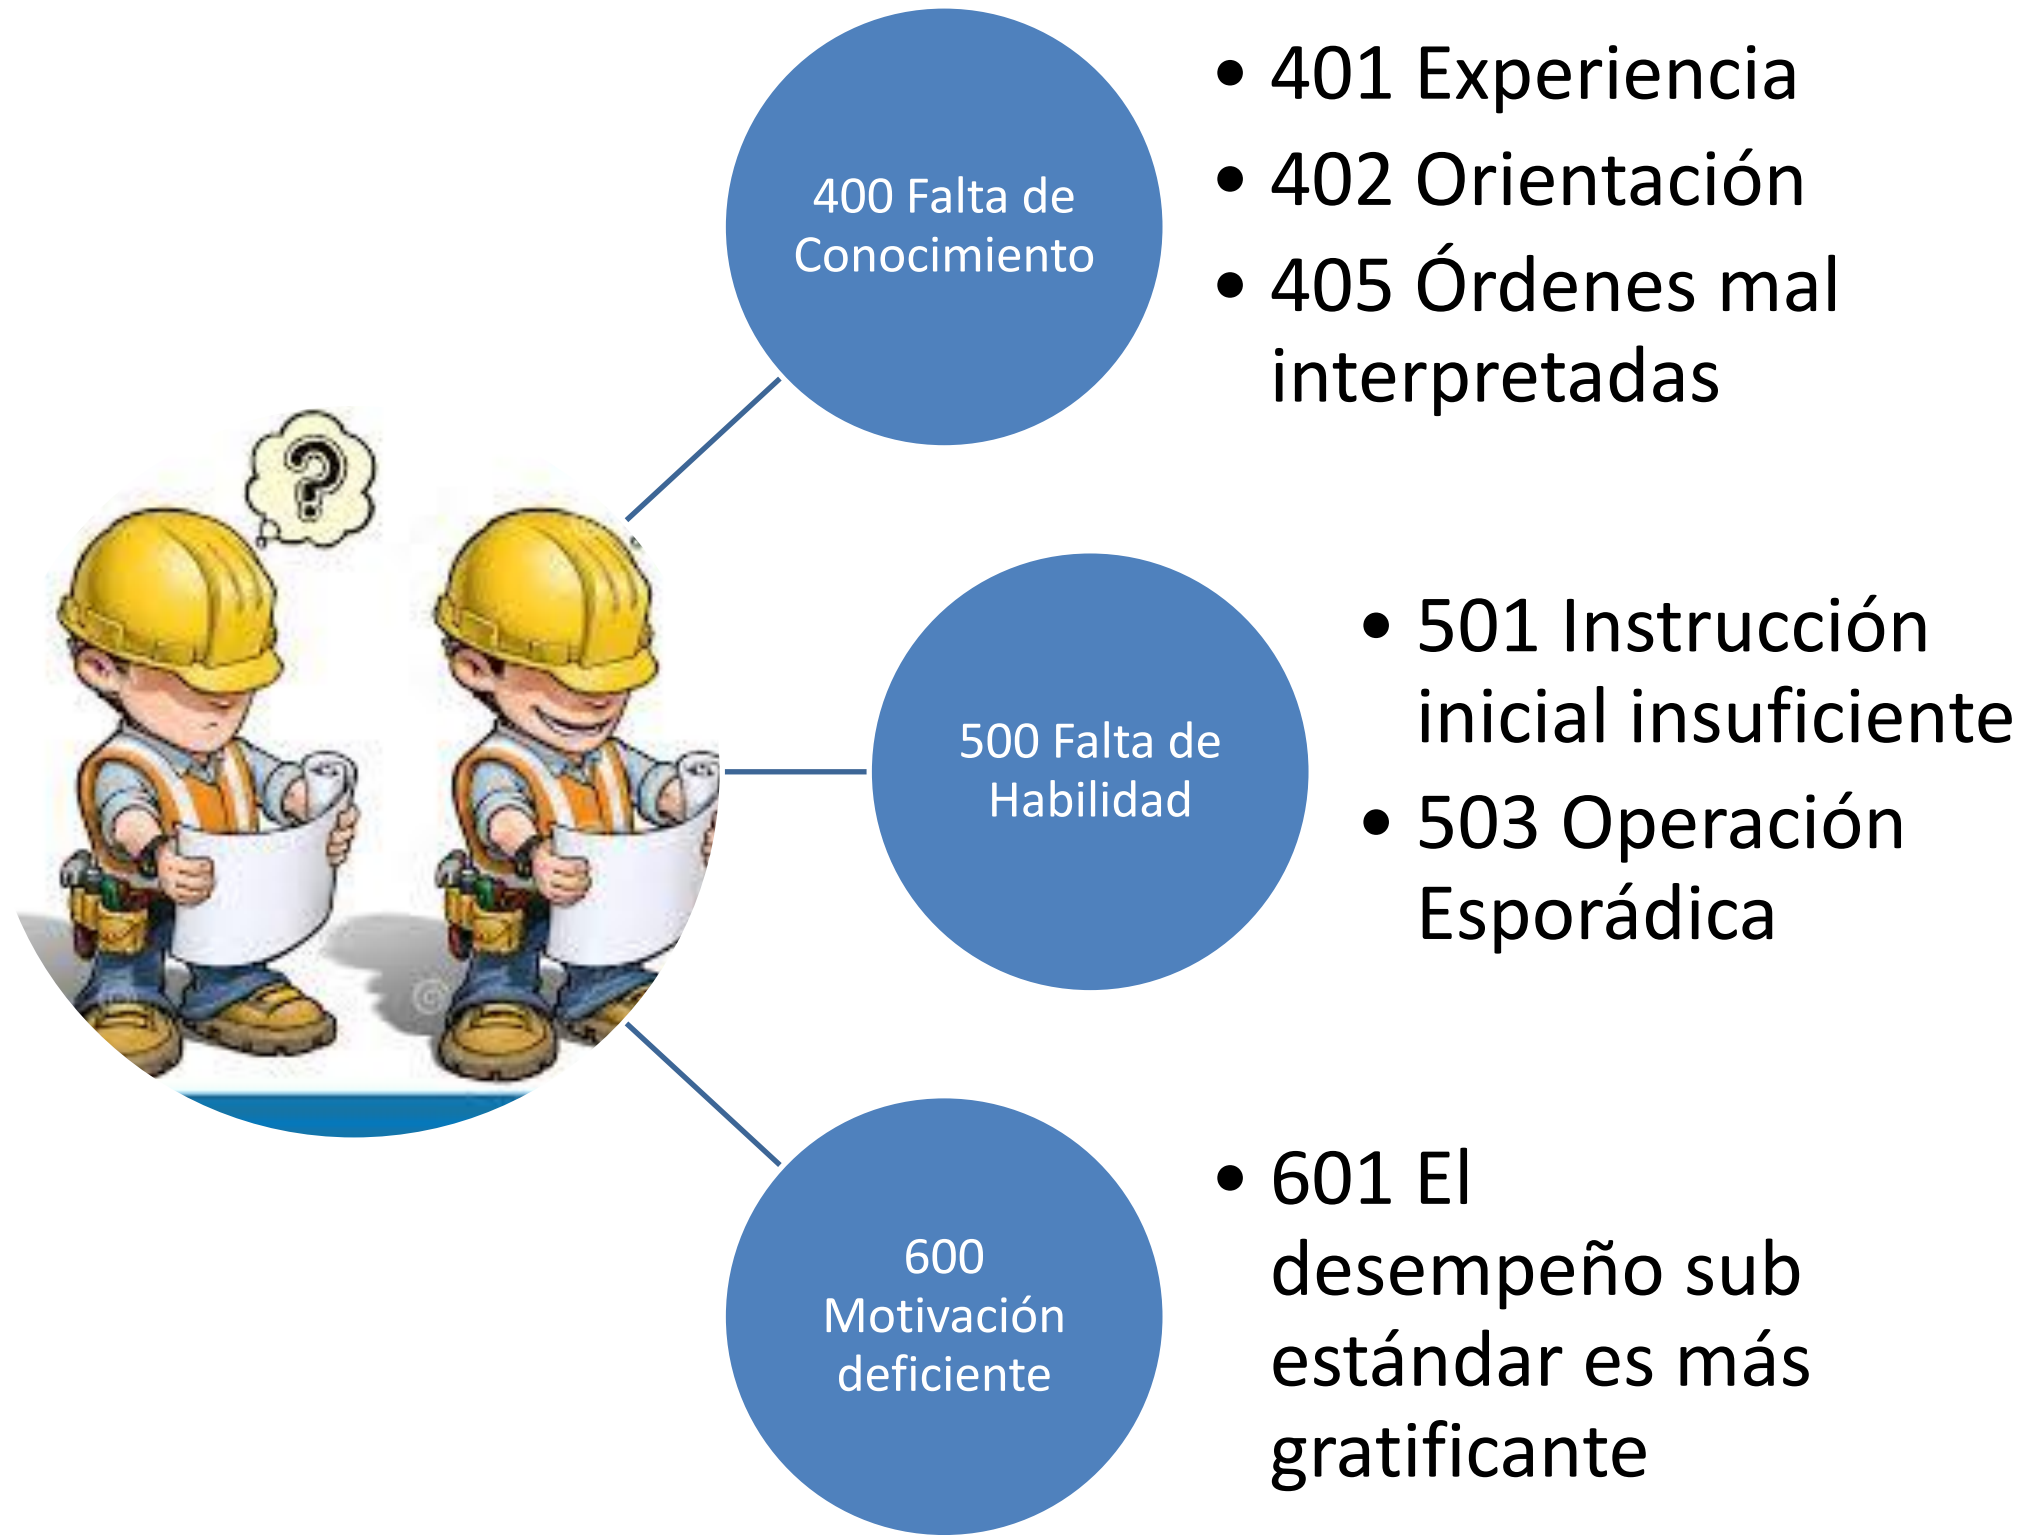 400 Falta de
Conocimiento
• 401 Experiencia
• 402 Orientación
• 405 Órdenes mal
interpretadas
?
500 Falta de
Habilidad
• 501 Instrucción
inicial insuficiente
• 503 Operación
Esporádica
©
600
Motivación
deficiente
• 601 El
desempeño sub
estándar es más
gratificante